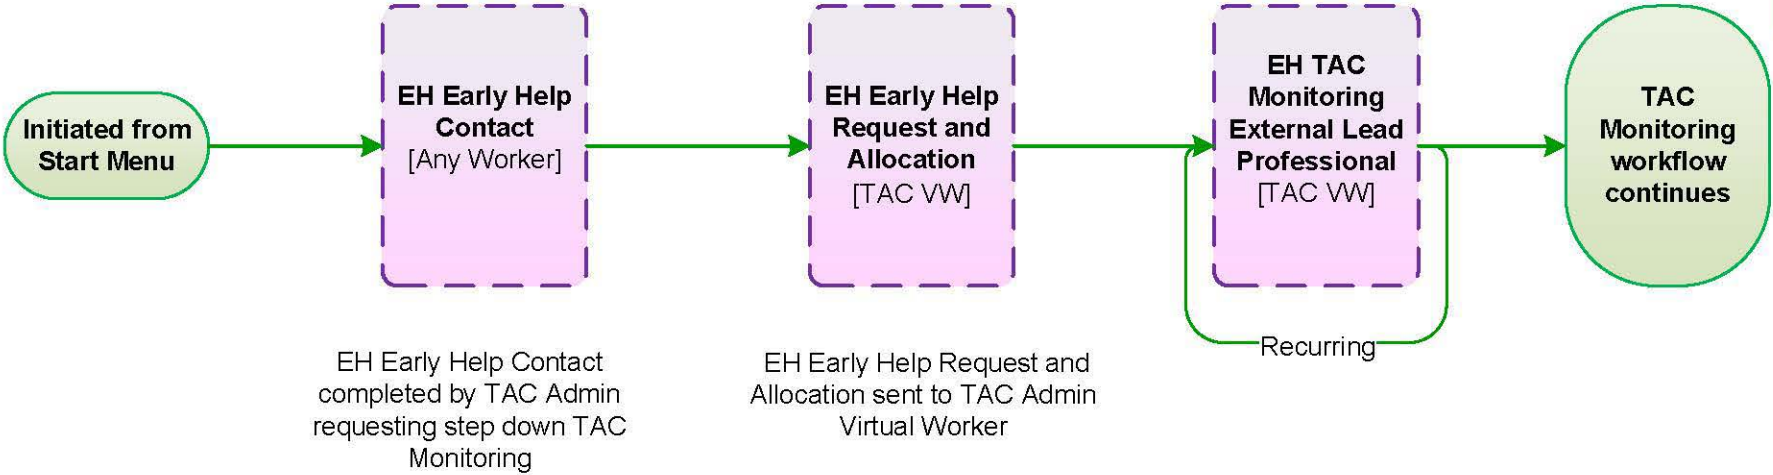 Initiated from
Start Menu
EH Early Help
Contact
[Any Worker]
EH Early Help
Request and
Allocation
[TAC VW]
EH TAC
Monitoring
External Lead
Professional
[TAC VW]
TAC
Monitoring
workflow
continues
Recurring
EH Early Help Contact
completed by TAC Admin
requesting step down TAC
Monitoring
EH Early Help Request and
Allocation sent to TAC Admin
Virtual Worker